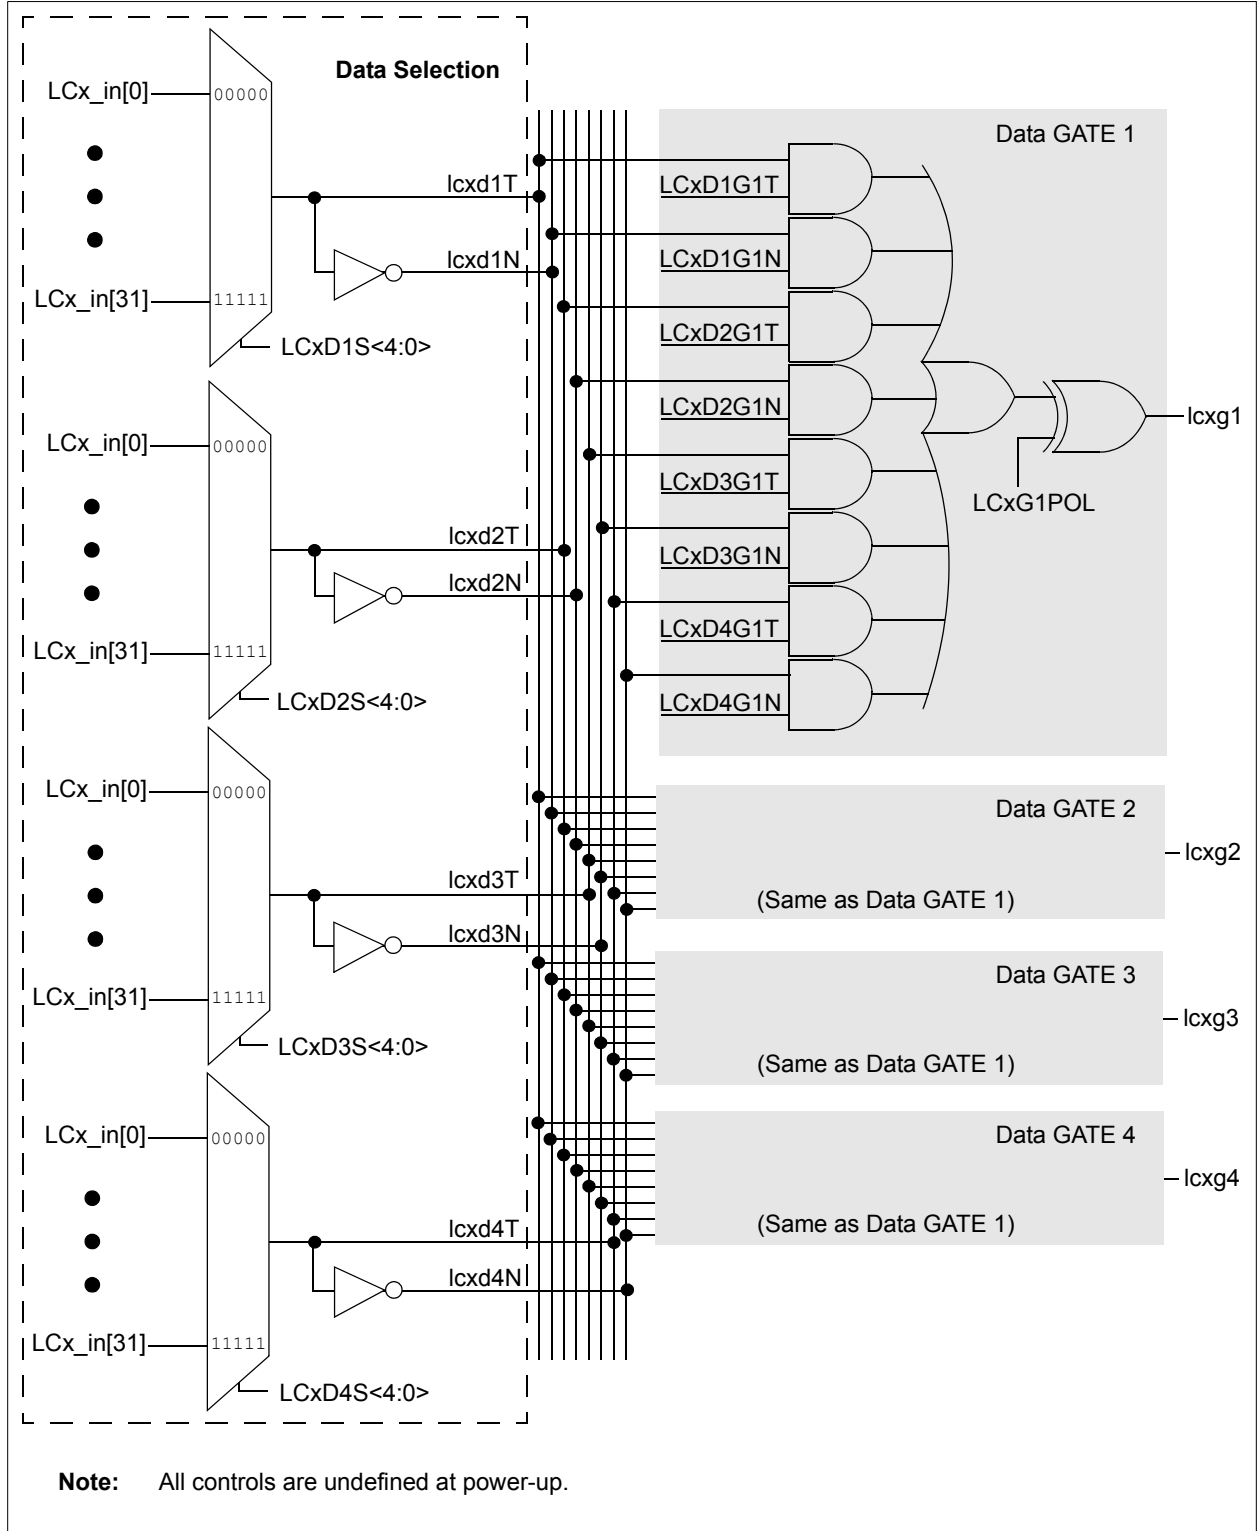 Data Selection
LCx_in[0]
00000
LCx_in[31]
11111
LCxD1S<4:0>
lcxd1T
lcxd1N
LCx_in[0]
00000
LCx_in[31]
11111
LCxD2S<4:0>
lcxd2T
lcxd2N
LCx_in[0]
00000
LCx_in[31]
11111
LCxD3S<4:0>
lcxd3T
lcxd3N
LCx_in[0]
00000
LCx_in[31]
11111
LCxD4S<4:0>
lcxd4T
lcxd4N
Data GATE 1
LCxD1G1T
LCxD1G1N
LCxD2G1T
LCxD2G1N
LCxD3G1T
LCxD3G1N
LCxD4G1T
LCxD4G1N
LCxG1POL
lcxg1
Data GATE 2
(Same as Data GATE 1)
lcxg2
Data GATE 3
(Same as Data GATE 1)
lcxg3
Data GATE 4
(Same as Data GATE 1)
lcxg4
Note: All controls are undefined at power-up.